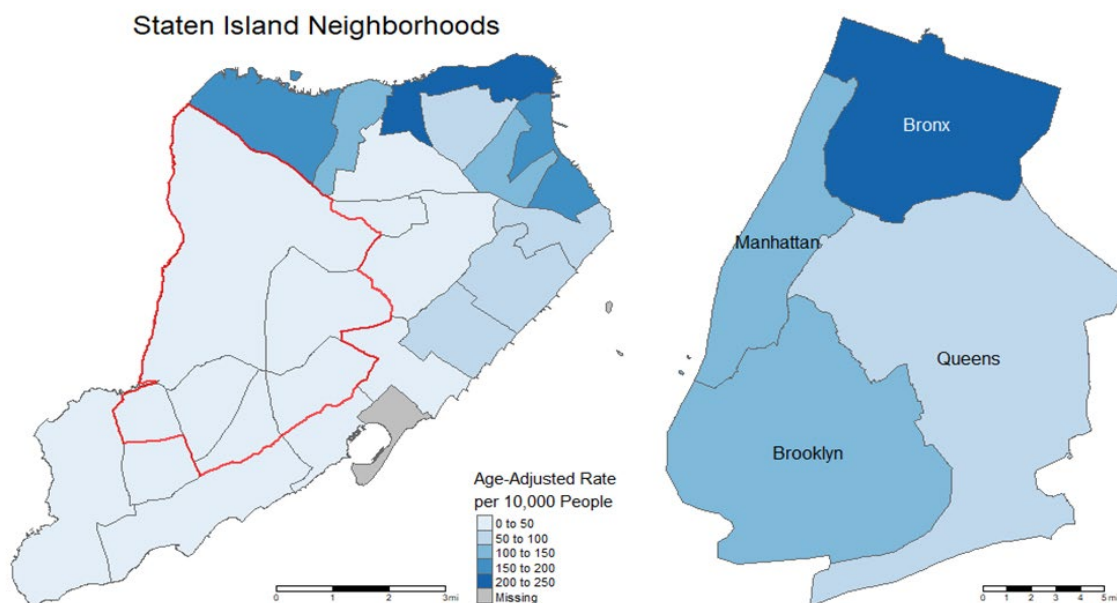 Staten Island Neighborhoods
Bronx
Manhattan
Queens
Brooklyn
Age-Adjusted Rate
per 10,000 People
0 to 50
50 to 100
100 to 150
150 to 200
200 to 250
Missing
0 1 2 3mi
0 1 2 3 4 5 mi